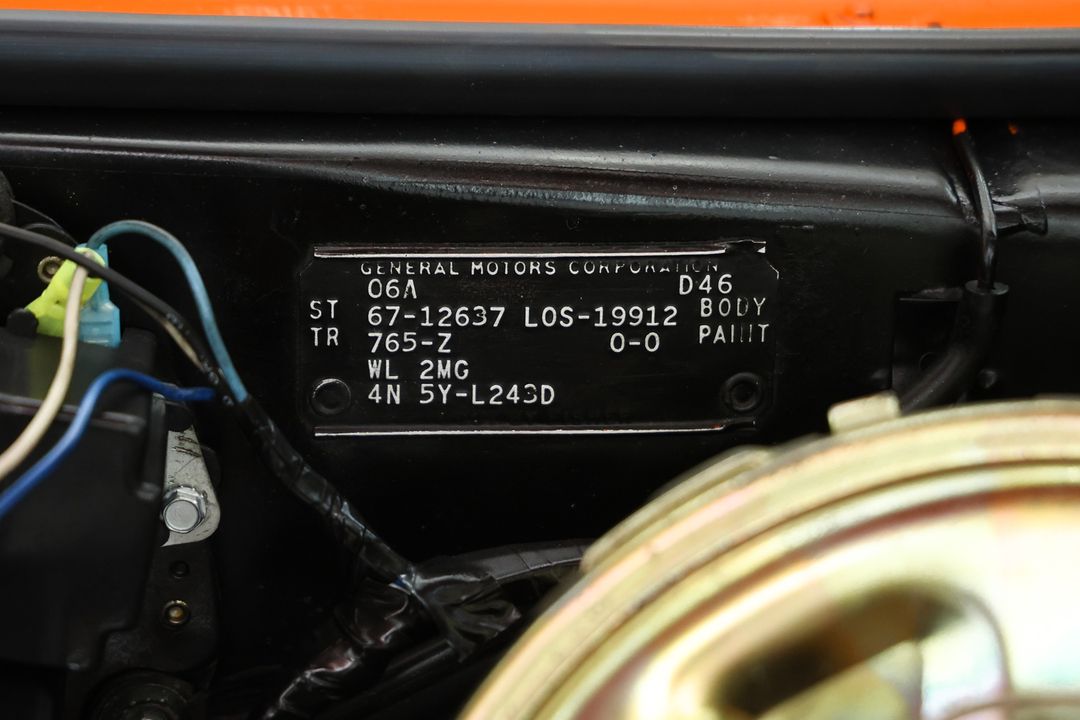 GENERAL MOTORS CORPORATION
06A D46
ST 67-12637 LOS-19912 BODY
TR 765-Z 0-0 PAINT
WL 2MG
4N 5Y-L243D